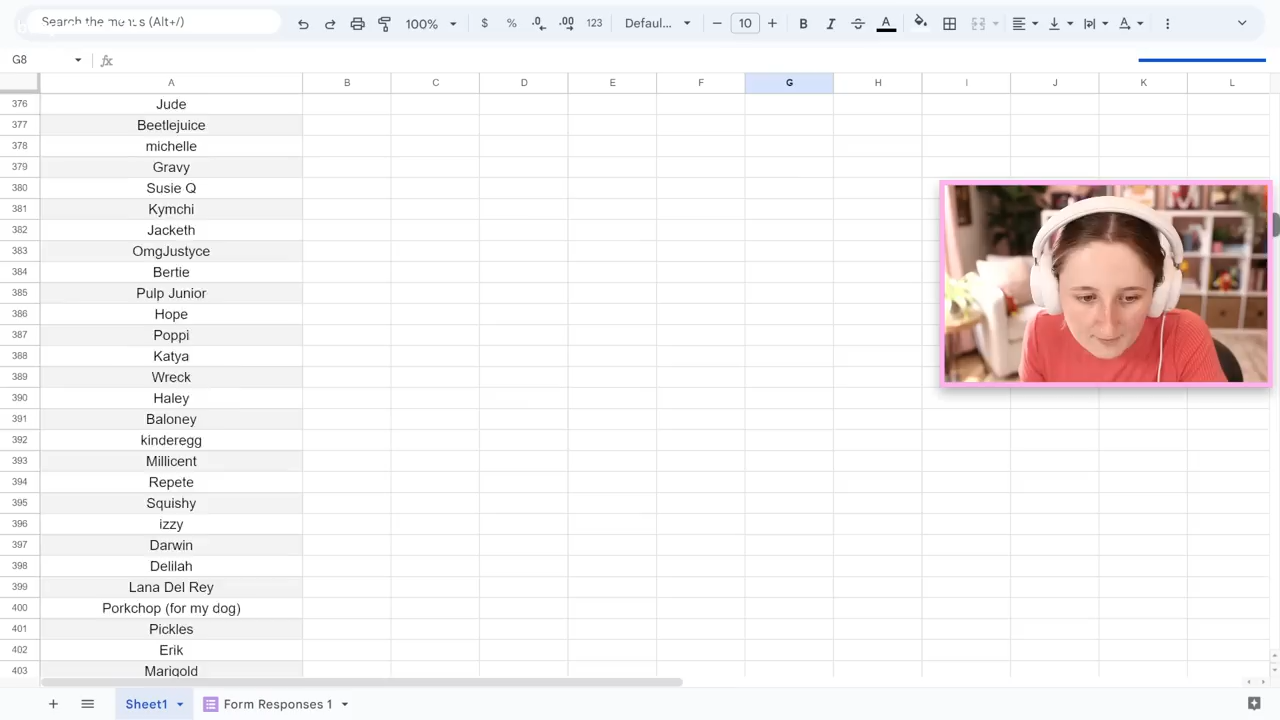 Search the menus (Alt+/)
100%
$ % .0 .00 123
Defaul...
10
B I S A A
G8
fx
A B C D E F G H I J K L
376 Jude
377 Beetlejuice
378 michelle
379 Gravy
380 Susie Q
381 Kymchi
382 Jacketh
383 OmgJustyce
384 Bertie
385 Pulp Junior
386 Hope
387 Poppi
388 Katya
389 Wreck
390 Haley
391 Baloney
392 kinderegg
393 Millicent
394 Repete
395 Squishy
396 izzy
397 Darwin
398 Delilah
399 Lana Del Rey
400 Porkchop (for my dog)
401 Pickles
402 Erik
403 Marigold
Sheet1
Form Responses 1